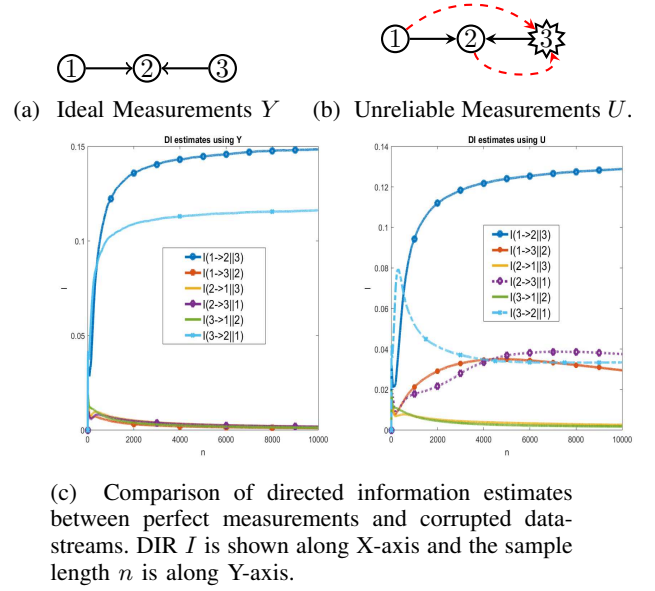 1 2 3
1 2 3
(a) Ideal Measurements Y
(b) Unreliable Measurements U.
DI estimates using Y
0.15
0.1
0.05
0
I
0 2000 4000 6000 8000 10000
n
I(1->2||3)
I(1->3||2)
I(2->1||3)
I(2->3||1)
I(3->1||2)
I(3->2||1)
DI estimates using U
0.14
0.12
0.1
0.08
0.06
0.04
0.02
0
I
0 2000 4000 6000 8000 10000
n
I(1->2||3)
I(1->3||2)
I(2->1||3)
I(2->3||1)
I(3->1||2)
I(3->2||1)
(c) Comparison of directed information estimates
between perfect measurements and corrupted data-
streams. DIR I is shown along X-axis and the sample
length n is along Y-axis.